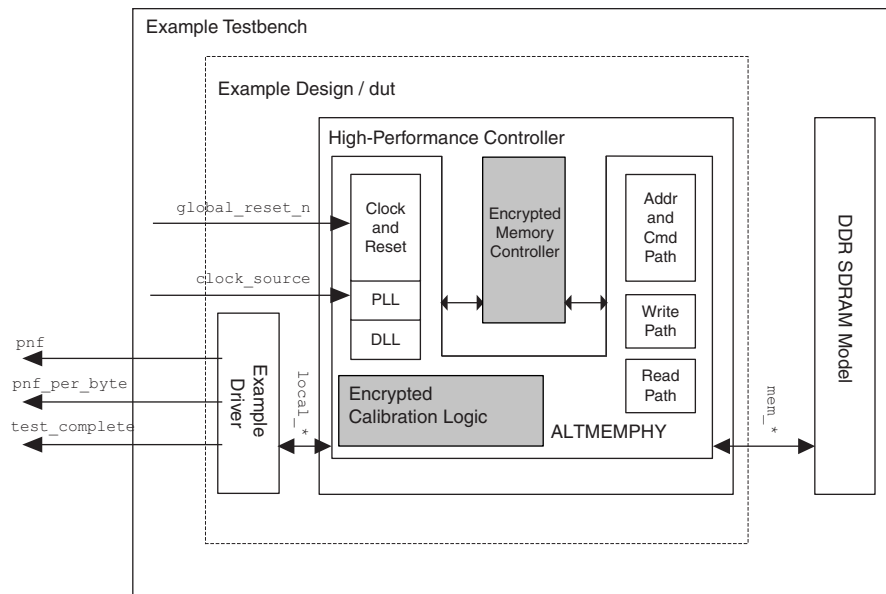 Example Testbench
Example Design / dut
High-Performance Controller
global_reset_n
Clock
and
Reset
Encrypted
Memory
Controller
Addr
and
Cmd
Path
DDR SDRAM Model
clock_source
PLL
DLL
Write
Path
Read
Path
pnf
pnf_per_byte
test_complete
Example
Driver
local_*
Encrypted
Calibration Logic
ALTMEMPHY
mem_*